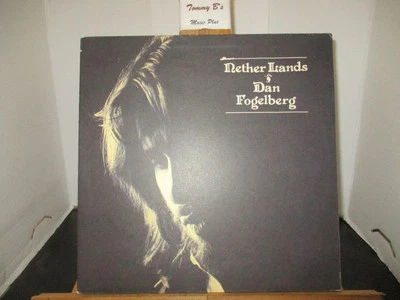 Tommy B's
Music Plus
Nether Lands
Dan
Fogelberg